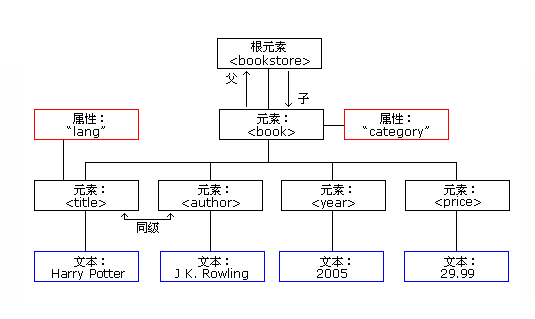 根元素
<bookstore>
父
子
属性：
“lang”
元素：
<book>
属性：
“category”
元素：
<title>
元素：
<author>
元素：
<year>
元素：
<price>
同级
文本：
Harry Potter
文本：
J K. Rowling
文本：
2005
文本：
29.99